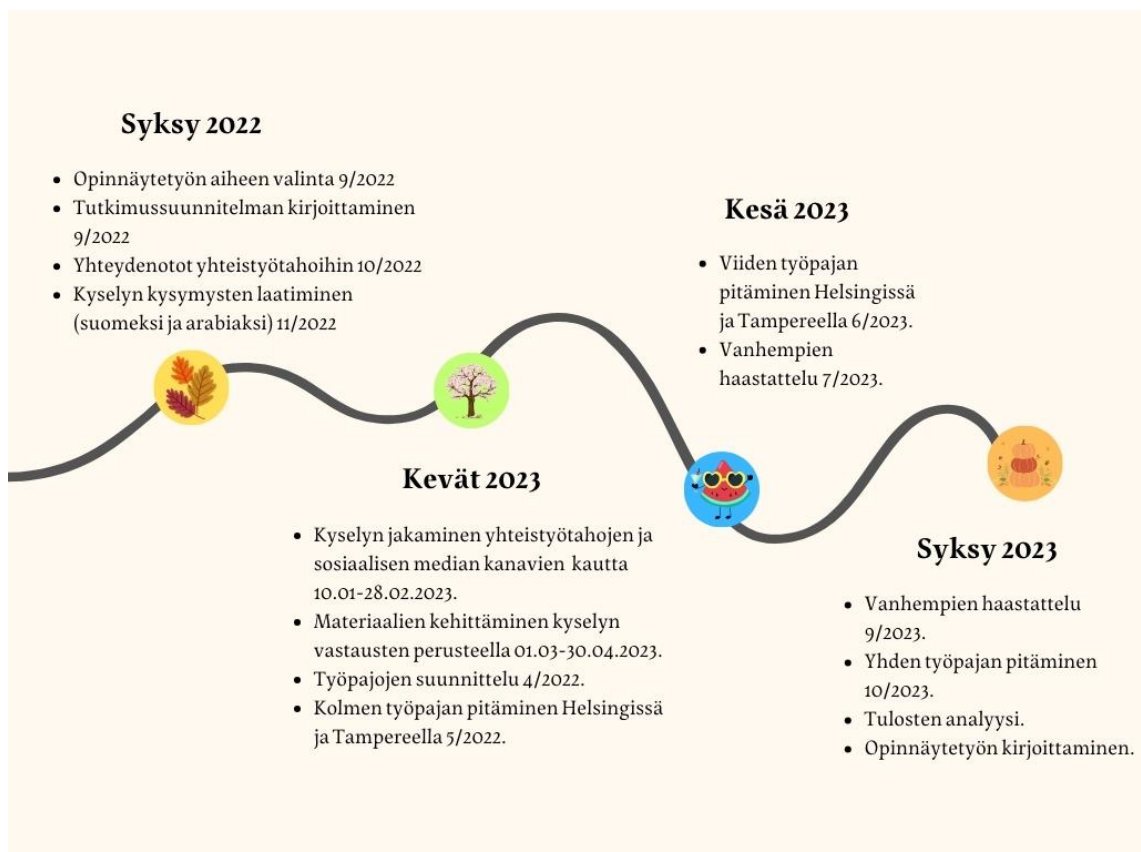 Syksy 2022
• Opinnäytetyön aiheen valinta 9/2022
• Tutkimussuunnitelman kirjoittaminen
9/2022
• Yhteydenotot yhteistyötahoihin 10/2022
• Kyselyn kysymysten laatiminen
(suomeksi ja arabiaksi) 11/2022
Kevät 2023
• Kyselyn jakaminen yhteistyötahojen ja
sosiaalisen median kanavien kautta
10.01-28.02.2023.
• Materiaalien kehittäminen kyselyn
vastausten perusteella 01.03-30.04.2023.
• Työpajojen suunnittelu 4/2022.
• Kolmen työpajan pitäminen Helsingissä
ja Tampereella 5/2022.
Kesä 2023
• Viiden työpajan
pitäminen Helsingissä
ja Tampereella 6/2023.
• Vanhempien
haastattelu 7/2023.
Syksy 2023
• Vanhempien haastattelu
9/2023.
• Yhden työpajan pitäminen
10/2023.
• Tulosten analyysi.
• Opinnäytetyön kirjoittaminen.